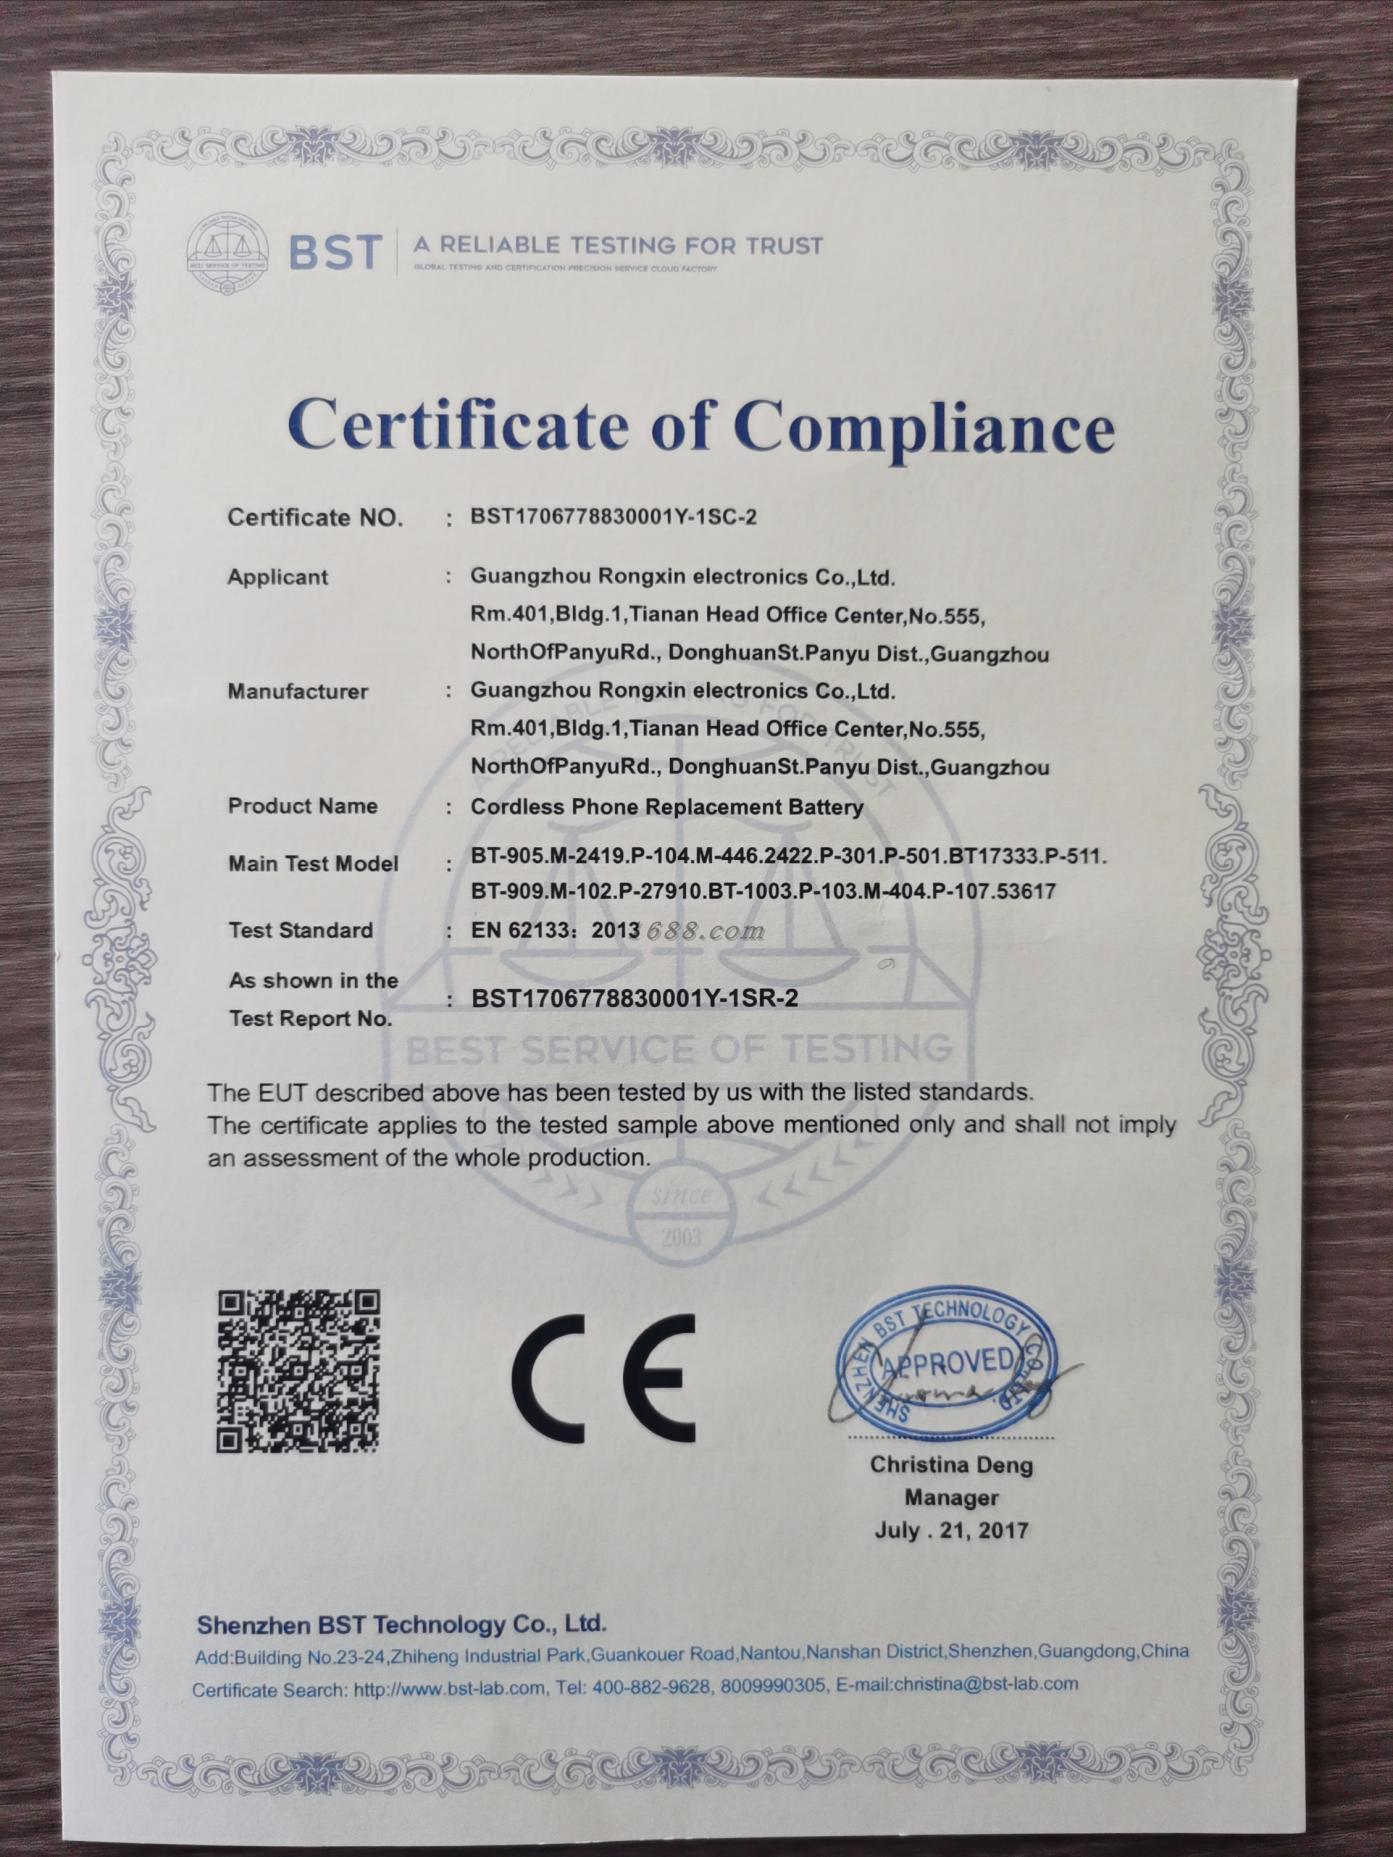 BST
A RELIABLE TESTING FOR TRUST
GLOBAL TESTING AND CERTIFICATION PRECISION SERVICE CLOUD FACTORY
BEST SERVICE OF TESTING
Certificate of Compliance
Certificate NO. : BST1706778830001Y-1SC-2
Applicant : Guangzhou Rongxin electronics Co.,Ltd.
Rm.401,Bldg.1,Tianan Head Office Center,No.555,
NorthOfPanyuRd., DonghuanSt.Panyu Dist.,Guangzhou
Manufacturer : Guangzhou Rongxin electronics Co.,Ltd.
Rm.401,Bldg.1,Tianan Head Office Center,No.555,
NorthOfPanyuRd., DonghuanSt.Panyu Dist.,Guangzhou
A RELIABLE TESTING FOR TRUST
Product Name : Cordless Phone Replacement Battery
Main Test Model : BT-905.M-2419.P-104.M-446.2422.P-301.P-501.BT17333.P-511.
BT-909.M-102.P-27910.BT-1003.P-103.M-404.P-107.53617
Test Standard : EN 62133: 2013
1688.com
As shown in the
Test Report No. : BST1706778830001Y-1SR-2
BEST SERVICE OF TESTING
The EUT described above has been tested by us with the listed standards.
The certificate applies to the tested sample above mentioned only and shall not imply
an assessment of the whole production.
since
2003
CE
SHENZHEN BST TECHNOLOGY CO., LTD.
APPROVED
Christina Deng
Manager
July . 21, 2017
Shenzhen BST Technology Co., Ltd.
Add:Building No.23-24,Zhiheng Industrial Park,Guankouer Road,Nantou,Nanshan District,Shenzhen,Guangdong,China
Certificate Search: http://www.bst-lab.com, Tel: 400-882-9628, 8009990305, E-mail:christina@bst-lab.com